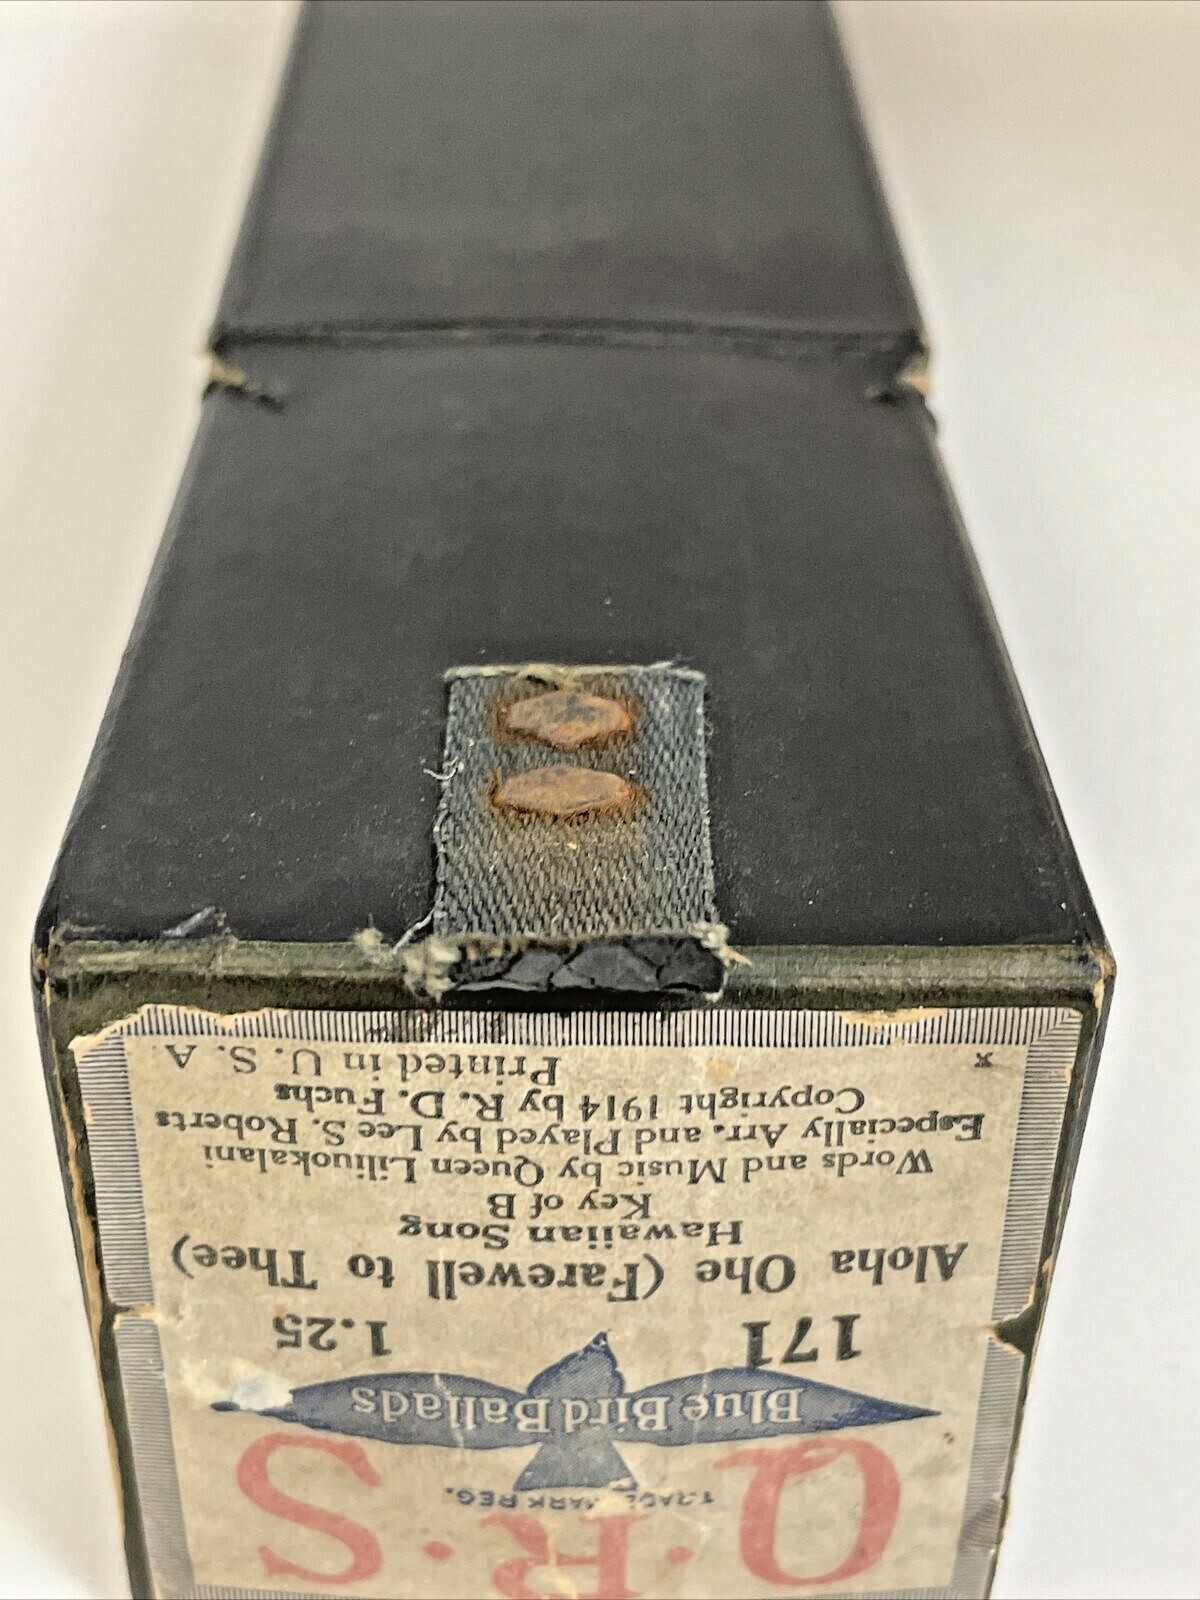 Q·R·S
TRADE MARK REG.
Blue Bird Ballads
171 1.25
Aloha Ohe (Farewell to Thee)
Hawaiian Song
Key of B
Words and Music by Queen Liliuokalani
Especially Arr. and Played by Lee S. Roberts
Copyright 1914 by R. D. Fuchs
x Printed in U. S. A.